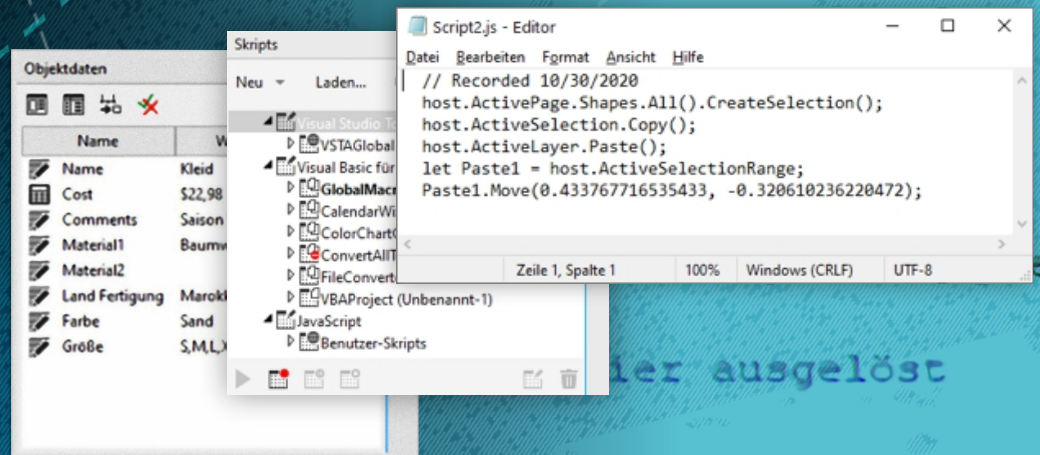 Objektdaten
Name
Name Kleid
Cost $22,98
Comments Saison
Material1
Material2
Land Fertigung
Farbe Sand
Größe S,M,L,
Skripts
Neu Laden...
Visual Studio
VSTAGlobal
Visual Basic für
GlobalMacr
CalendarWi
ColorChart
ConvertAllT
FileConverte
VBAProject (Unbenannt-1)
JavaScript
Benutzer-Skripts
Script2.js - Editor
Datei Bearbeiten Format Ansicht Hilfe
// Recorded 10/30/2020
host.ActivePage.Shapes.All().CreateSelection();
host.ActiveSelection.Copy();
host.ActiveLayer.Paste();
let Paste1 = host.ActiveSelectionRange;
Paste1.Move(0.433767716535433, -0.320610236220472);
Zeile 1, Spalte 1 100% Windows (CRLF) UTF-8
ier ausgelöst